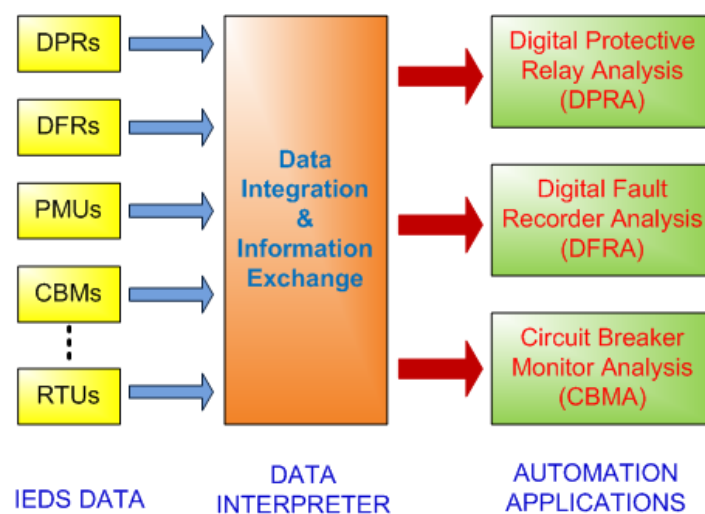 DPRs
DFRs
PMUs
CBMs
RTUs
Data
Integration
&
Information
Exchange
Digital Protective
Relay Analysis
(DPRA)
Digital Fault
Recorder Analysis
(DFRA)
Circuit Breaker
Monitor Analysis
(CBMA)
IEDS DATA
DATA
INTERPRETER
AUTOMATION
APPLICATIONS